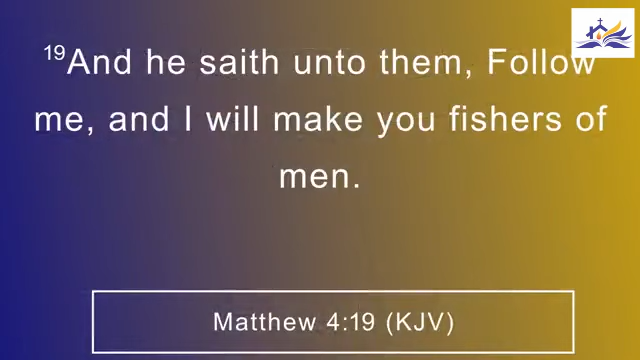 ¹⁹And he saith unto them, Follow
me, and I will make you fishers of
men.
Matthew 4:19 (KJV)